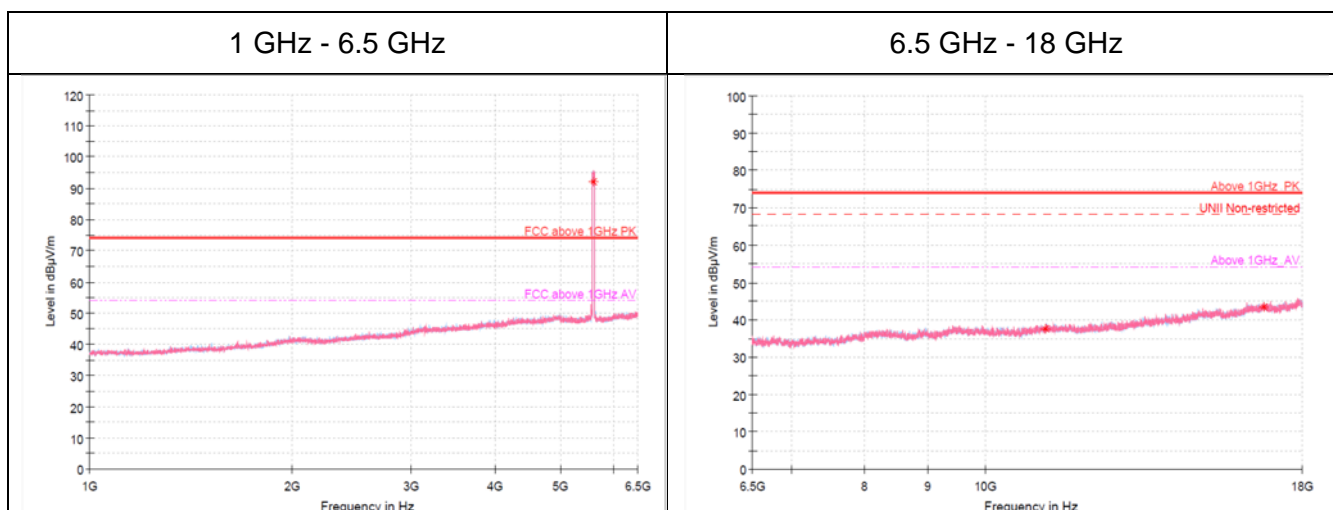 1 GHz - 6.5 GHz
6.5 GHz - 18 GHz
Level in dBμV/m
120
110
100
90
80
70
60
50
40
30
20
10
0
FCC above 1GHz PK
FCC above 1GHz AV
1G
2G
3G
4G
5G
6.5G
Frequency in Hz
Level in dBμV/m
100
90
80
70
60
50
40
30
20
10
0
Above 1GHz_PK
UNII Non-restricted
Above 1GHz_AV
6.5G
8
9
10G
18G
Frequency in Hz